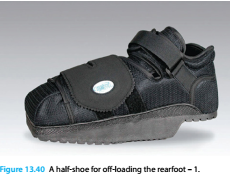 Figure 13.40 A half-shoe for off-loading the rearfoot – 1.